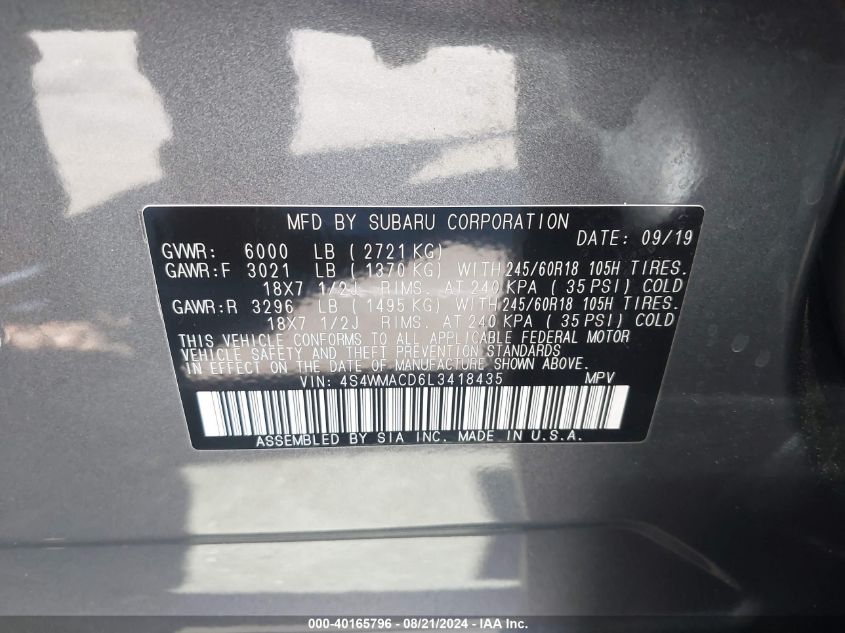 MFD BY SUBARU CORPORATION
DATE: 09/19
GVWR: 6000 LB ( 2721 KG)
GAWR:F 3021 LB ( 1370 KG) WITH 245/60R18 105H TIRES.
18X7 1/2J RIMS. AT 240 KPA ( 35 PSI) COLD
GAWR:R 3296 LB ( 1495 KG) WITH 245/60R18 105H TIRES.
18X7 1/2J RIMS. AT 240 KPA ( 35 PSI) COLD
THIS VEHICLE CONFORMS TO ALL APPLICABLE FEDERAL MOTOR
VEHICLE SAFETY AND THEFT PREVENTION STANDARDS
IN EFFECT ON THE DATE OF MANUFACTURE SHOWN ABOVE.
VIN: 4S4WMACD6L3418435 MPV
ASSEMBLED BY SIA INC. MADE IN U.S.A.
000-40165796 - 08/21/2024 - IAA Inc.